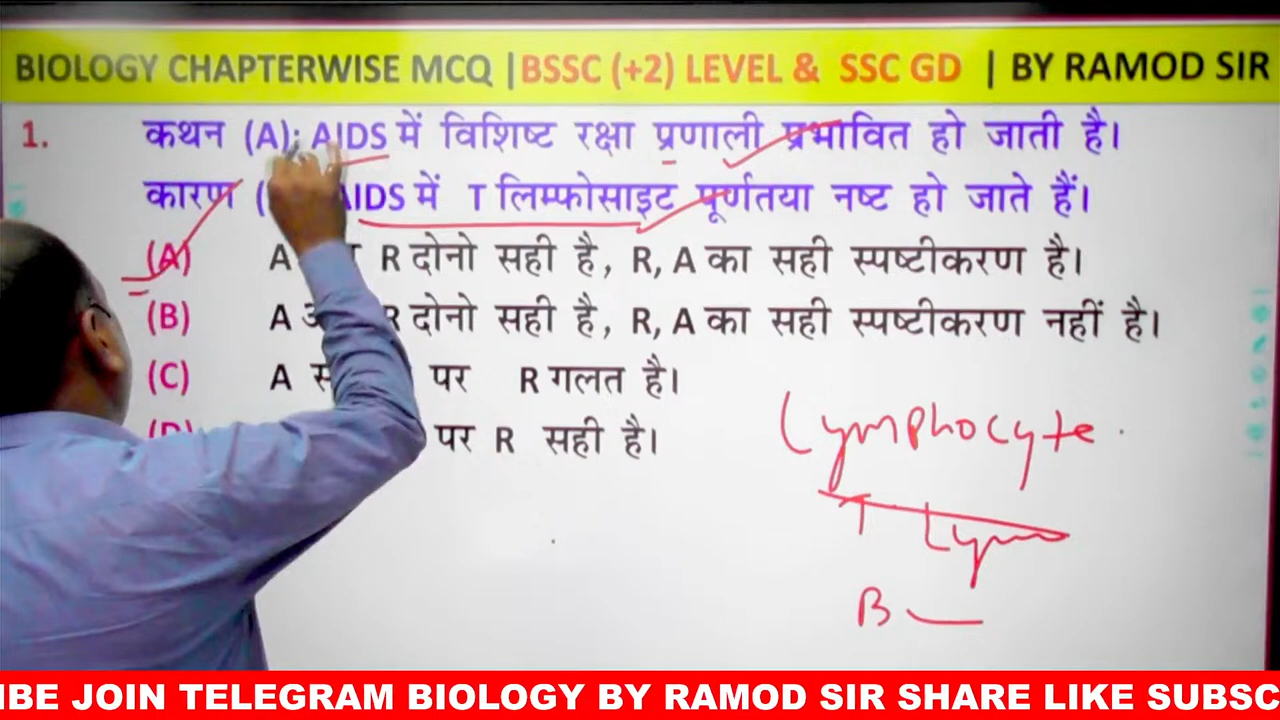 BIOLOGY CHAPTERWISE MCQ |BSSC (+2) LEVEL & SSC GD | BY RAMOD SIR
1. कथन (A): AIDS में विशिष्ट रक्षा प्रणाली प्रभावित हो जाती है।
कारण ( AIDS में T लिम्फोसाइट पूर्णतया नष्ट हो जाते हैं।
(A) A R दोनो सही है, R, A का सही स्पष्टीकरण है।
(B) A R दोनो सही है, R, A का सही स्पष्टीकरण नहीं है।
(C) A पर R गलत है।
(D) पर R सही है।
Lymphocyte
T Lym
B
IBE JOIN TELEGRAM BIOLOGY BY RAMOD SIR SHARE LIKE SUBSC